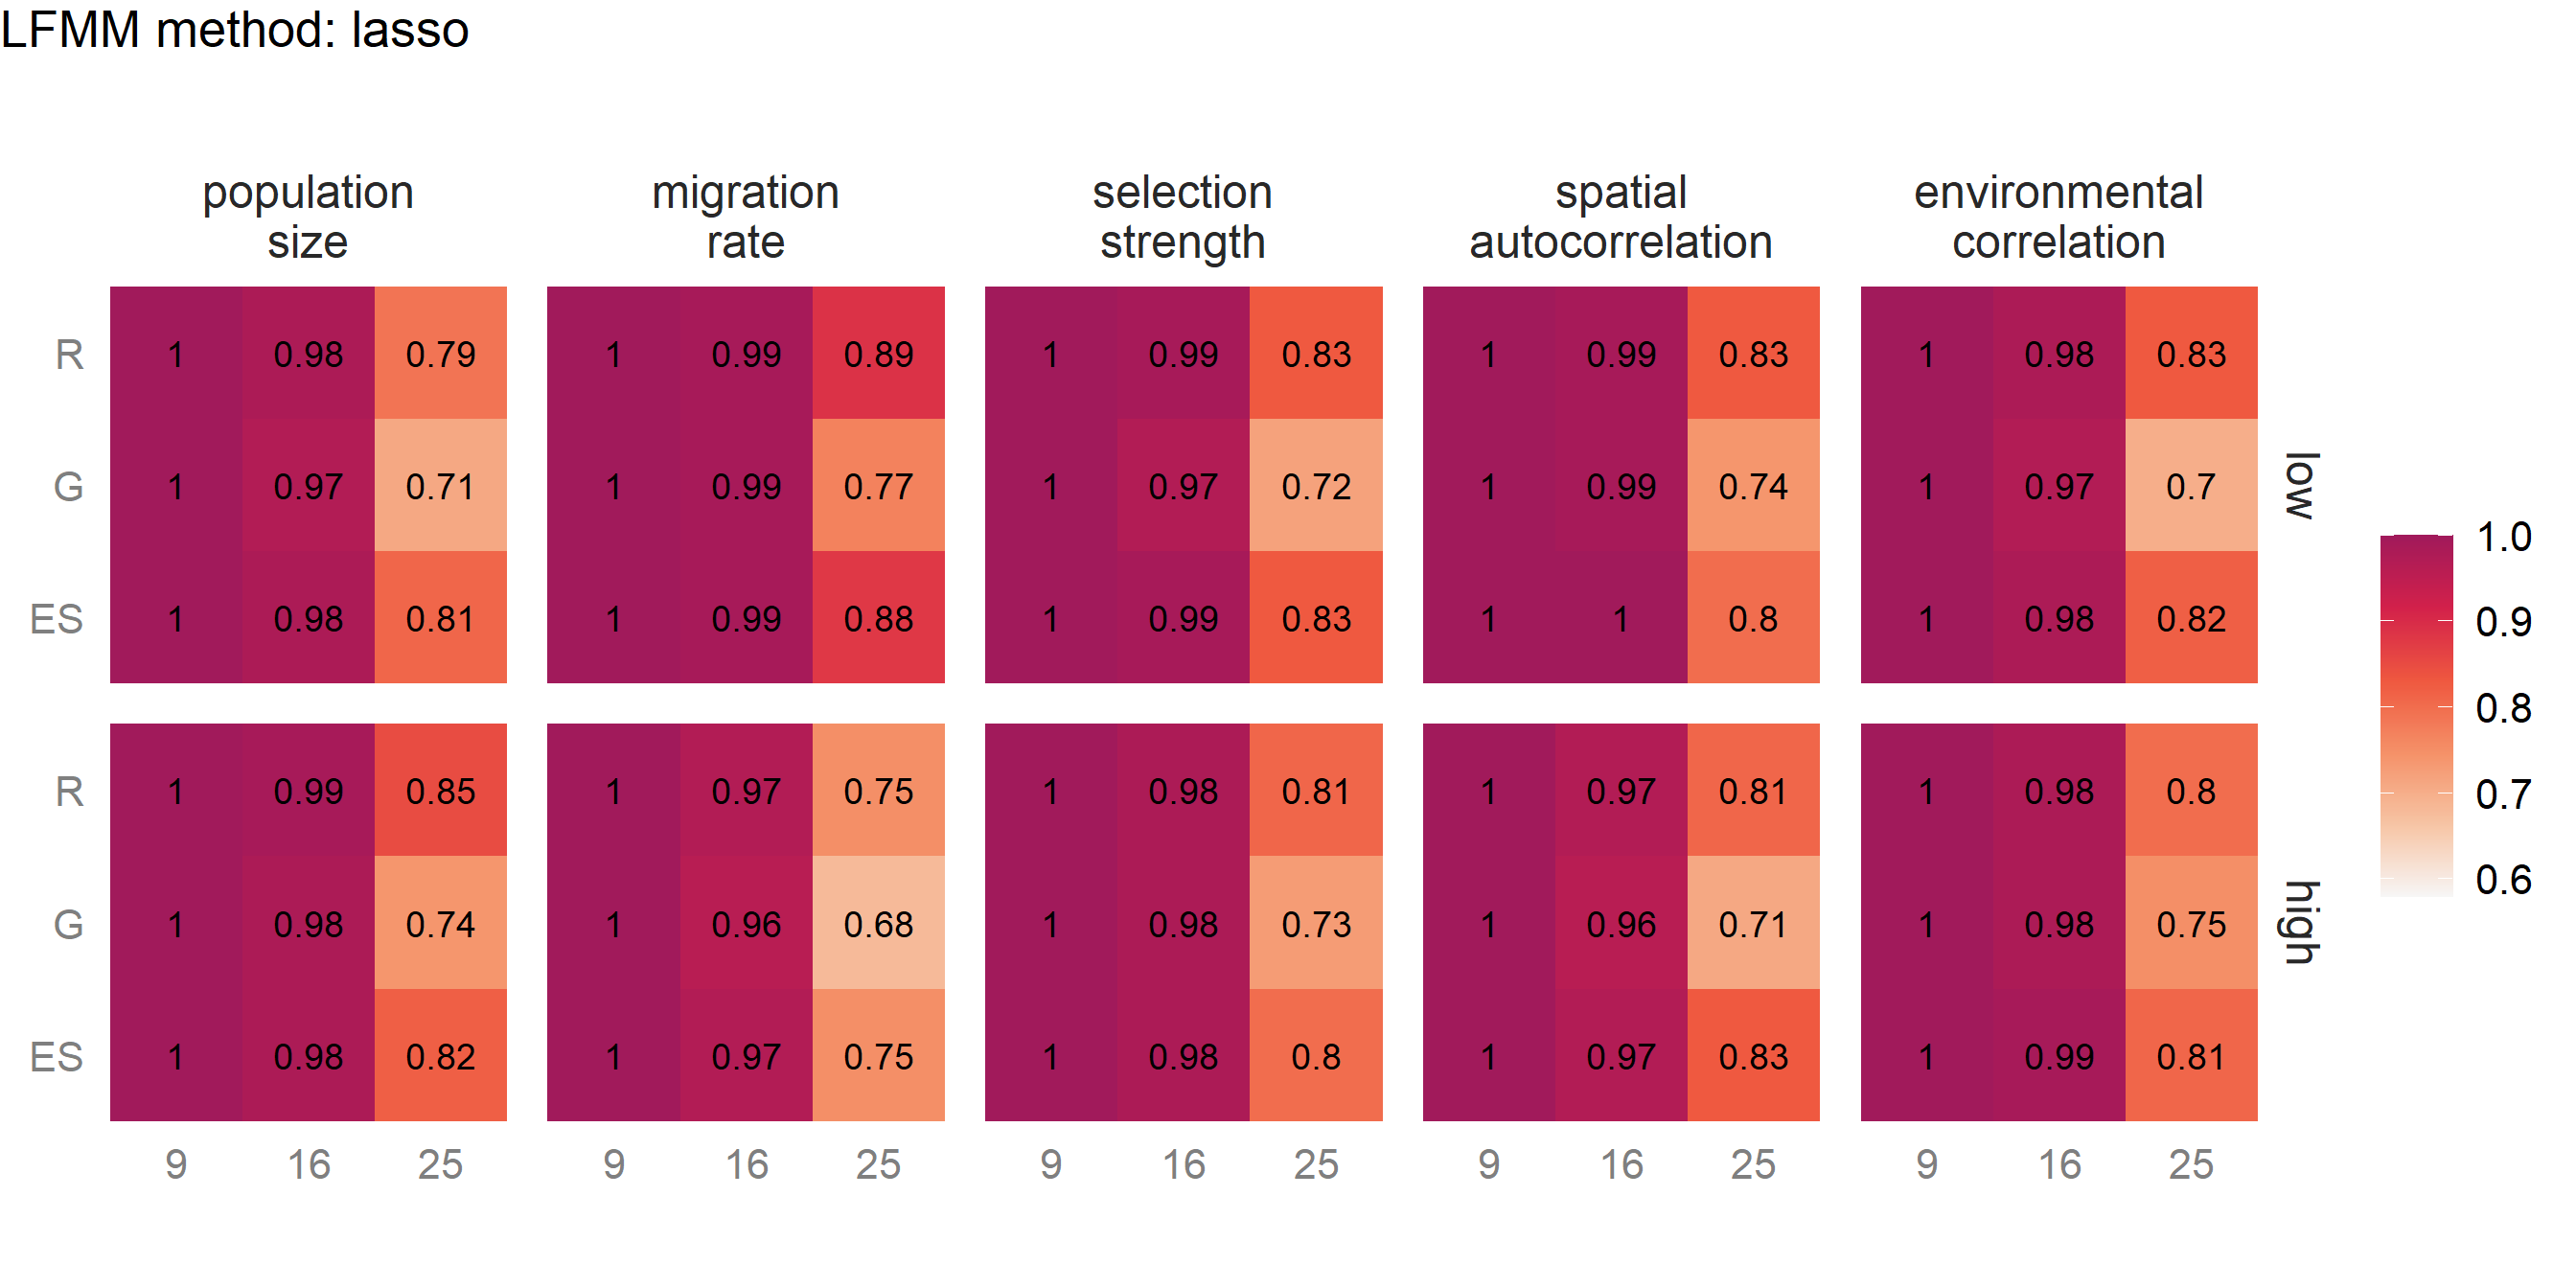 LFMM method: lasso
population size
migration rate
selection strength
spatial autocorrelation
environmental correlation
R 1 0.98 0.79 1 0.99 0.89 1 0.99 0.83 1 0.99 0.83 1 0.98 0.83
G 1 0.97 0.71 1 0.99 0.77 1 0.97 0.72 1 0.99 0.74 1 0.97 0.7
ES 1 0.98 0.81 1 0.99 0.88 1 0.99 0.83 1 1 0.8 1 0.98 0.82
low
R 1 0.99 0.85 1 0.97 0.75 1 0.98 0.81 1 0.97 0.81 1 0.98 0.8
G 1 0.98 0.74 1 0.96 0.68 1 0.98 0.73 1 0.96 0.71 1 0.98 0.75
ES 1 0.98 0.82 1 0.97 0.75 1 0.98 0.8 1 0.97 0.83 1 0.99 0.81
high
9 16 25 9 16 25 9 16 25 9 16 25 9 16 25
1.0
0.9
0.8
0.7
0.6